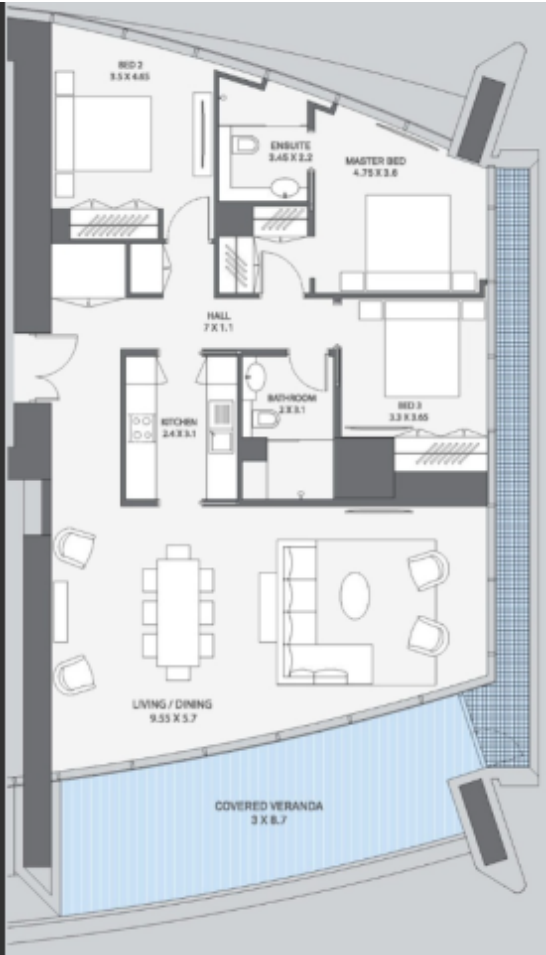 BED 2
3.5 X 4.65
ENSUITE
3.45 X 2.2
MASTER BED
4.75 X 3.6
HALL
7 X 1.1
KITCHEN
2.4 X 3.1
BATHROOM
2 X 3.1
BED 3
3.3 X 3.65
LIVING / DINING
9.55 X 5.7
COVERED VERANDA
3 X 8.7